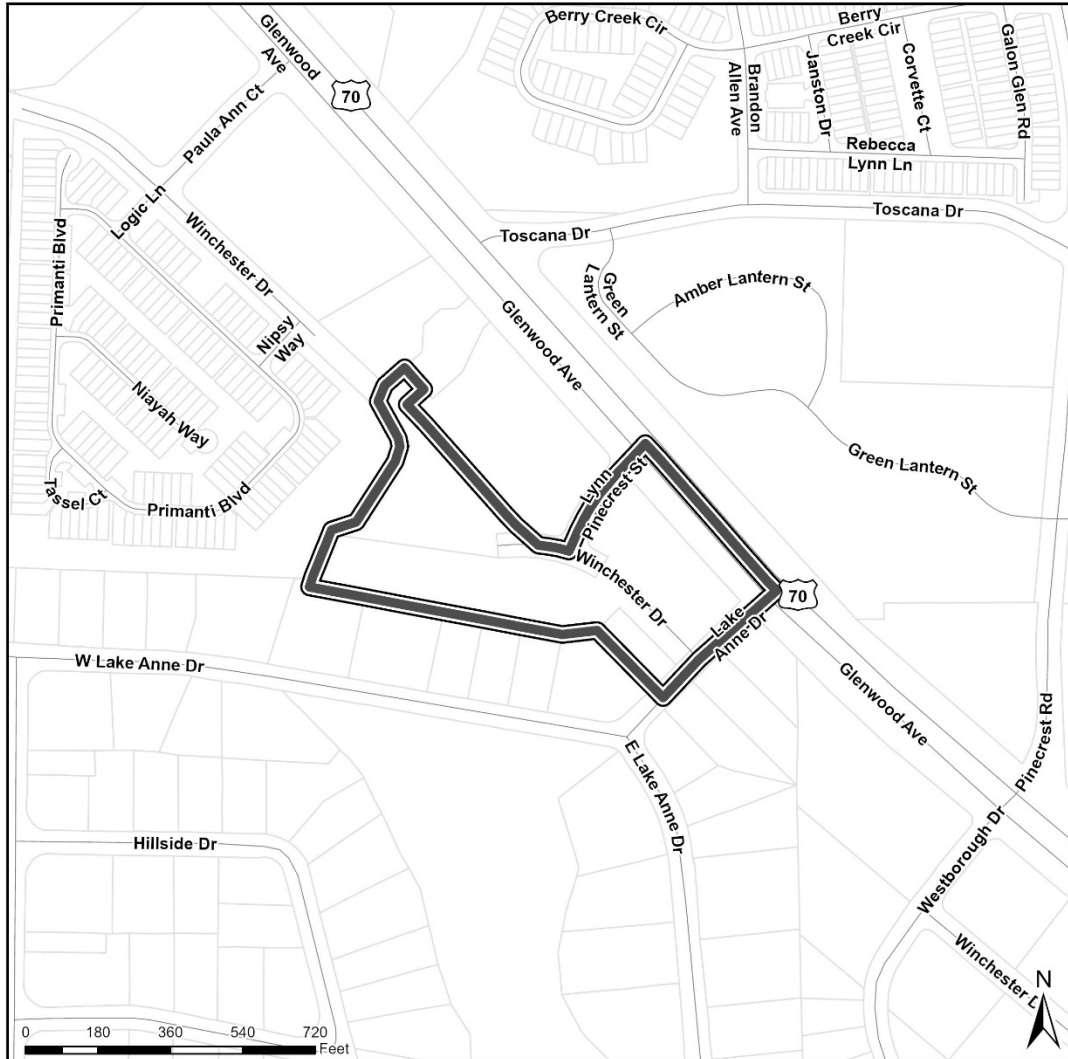 Glenwood
Ave
70
Berry Creek Cir
Berry
Creek Cir
Brandon
Allen Ave
Janston Dr
Corvette Ct
Galon Glen Rd
Paula Ann Ct
Rebecca
Lynn Ln
Logic Ln
Primanti Blvd
Winchester Dr
Toscana Dr
Toscana Dr
Green
Lantern St
Amber Lantern St
Glenwood Ave
Nipsy
Way
Niayah Way
Green Lantern St
Lynn
Pinecrest St
Tassel Ct
Primanti Blvd
Winchester Dr
70
Lake
Anne Dr
W Lake Anne Dr
Glenwood Ave
Pinecrest Rd
E Lake Anne Dr
Hillside Dr
Westborough Dr
Winchester D
N
0 180 360 540 720
Feet